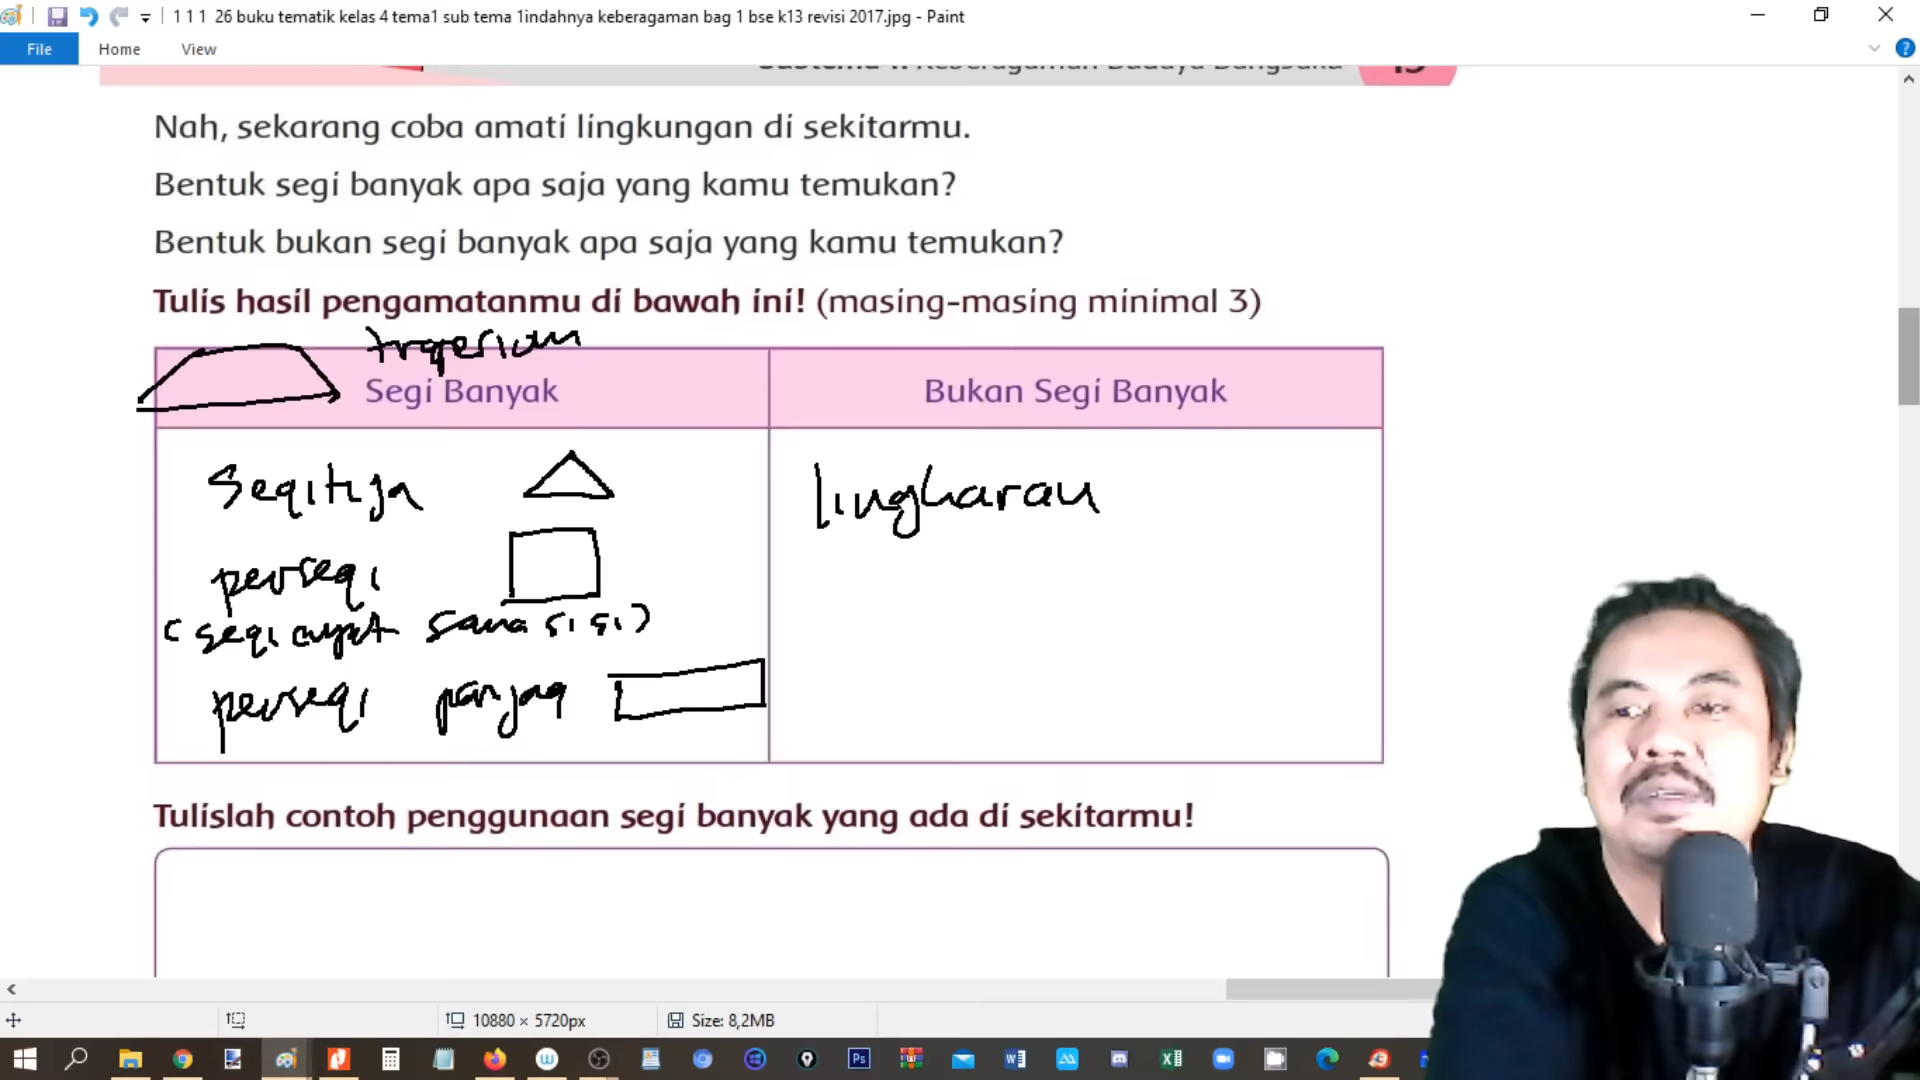 1 1 1 26 buku tematik kelas 4 tema1 sub tema 1indahnya keberagaman bag 1 bse k13 revisi 2017.jpg - Paint
File Home View
Nah, sekarang coba amati lingkungan di sekitarmu.
Bentuk segi banyak apa saja yang kamu temukan?
Bentuk bukan segi banyak apa saja yang kamu temukan?
Tulis hasil pengamatanmu di bawah ini! (masing-masing minimal 3)
Segi Banyak Bukan Segi Banyak
segitiga lingkaran
persegi
(segi empat sama sisi)
persegi panjang
Tulislah contoh penggunaan segi banyak yang ada di sekitarmu!
10880 × 5720px Size: 8,2MB